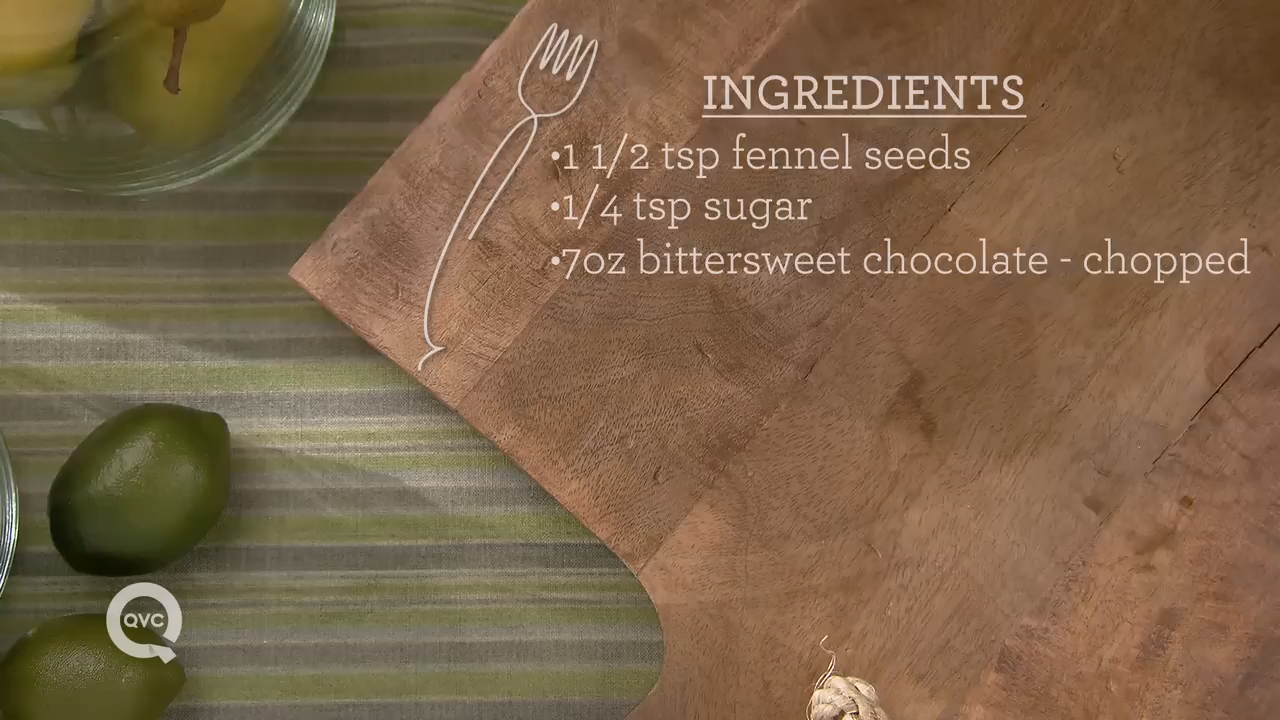 INGREDIENTS
•1 1/2 tsp fennel seeds
•1/4 tsp sugar
•7oz bittersweet chocolate - chopped
QVC